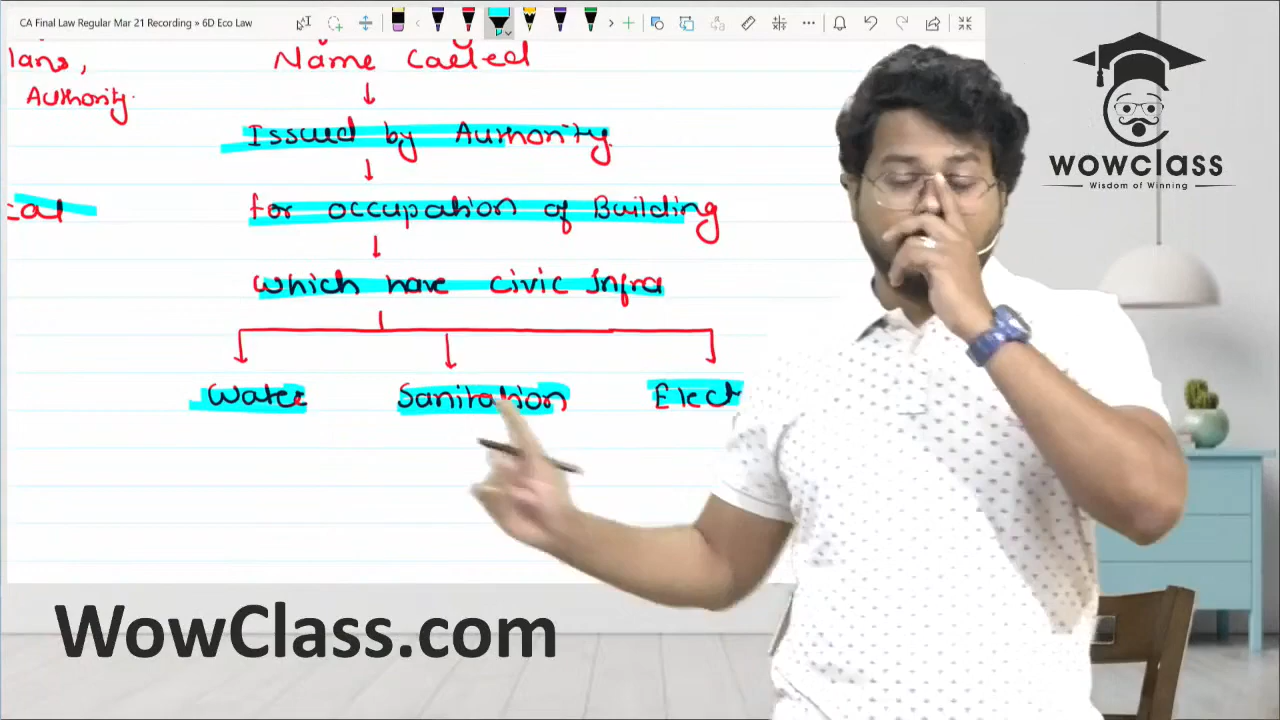 CA Final Law Regular Mar 21 Recording » 6D Eco Law
lans,
Name Called
Authority.
Issued by Authority.
cal
for occupation of Building
which have civic Infra
Water
Sanitation
Elect
wowclass
Wisdom of Winning
WowClass.com